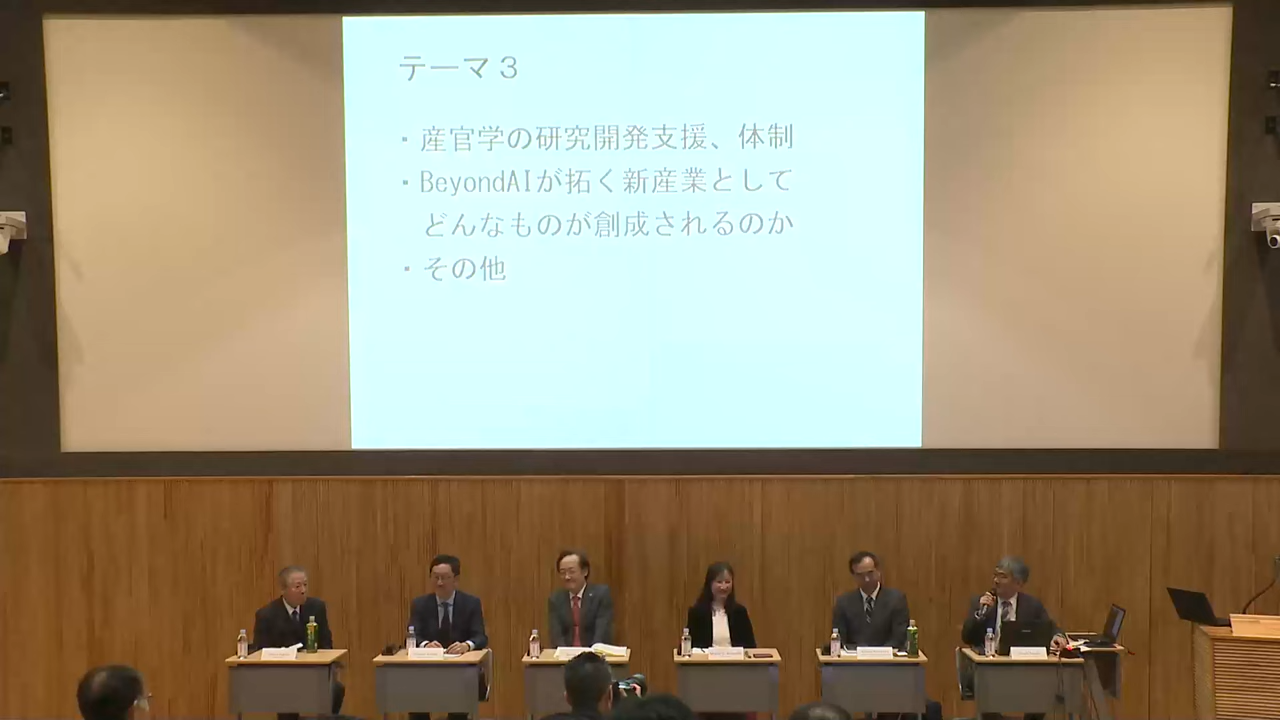 テーマ３
・産官学の研究開発支援、体制
・BeyondAIが拓く新産業として
どんなものが創成されるのか
・その他